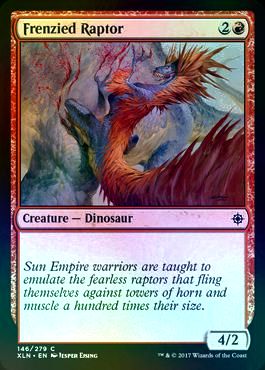 Frenzied Raptor 2
Creature — Dinosaur
Sun Empire warriors are taught to
emulate the fearless raptors that fling
themselves against towers of horn and
muscle a hundred times their size.
4/2
146/279 C
XLN • EN Jesper Ejsing
™ & © 2017 Wizards of the Coast